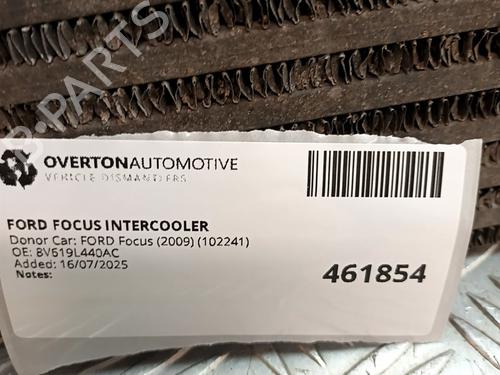 B-PARTS
OVERTONAUTOMOTIVE
VEHICLE DISMANTLERS
FORD FOCUS INTERCOOLER
Donor Car: FORD Focus (2009) (102241)
OE: BV619L440AC
Added: 16/07/2025
Notes:
461854